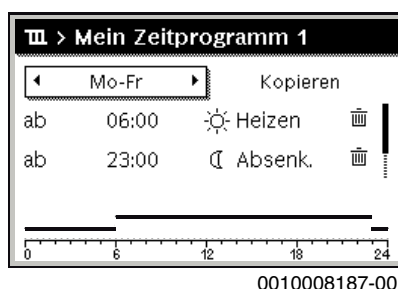 > Mein Zeitprogramm 1
Mo-Fr Kopieren
ab 06:00 Heizen
ab 23:00 Absenk.
0 6 12 18 24
0010008187-00